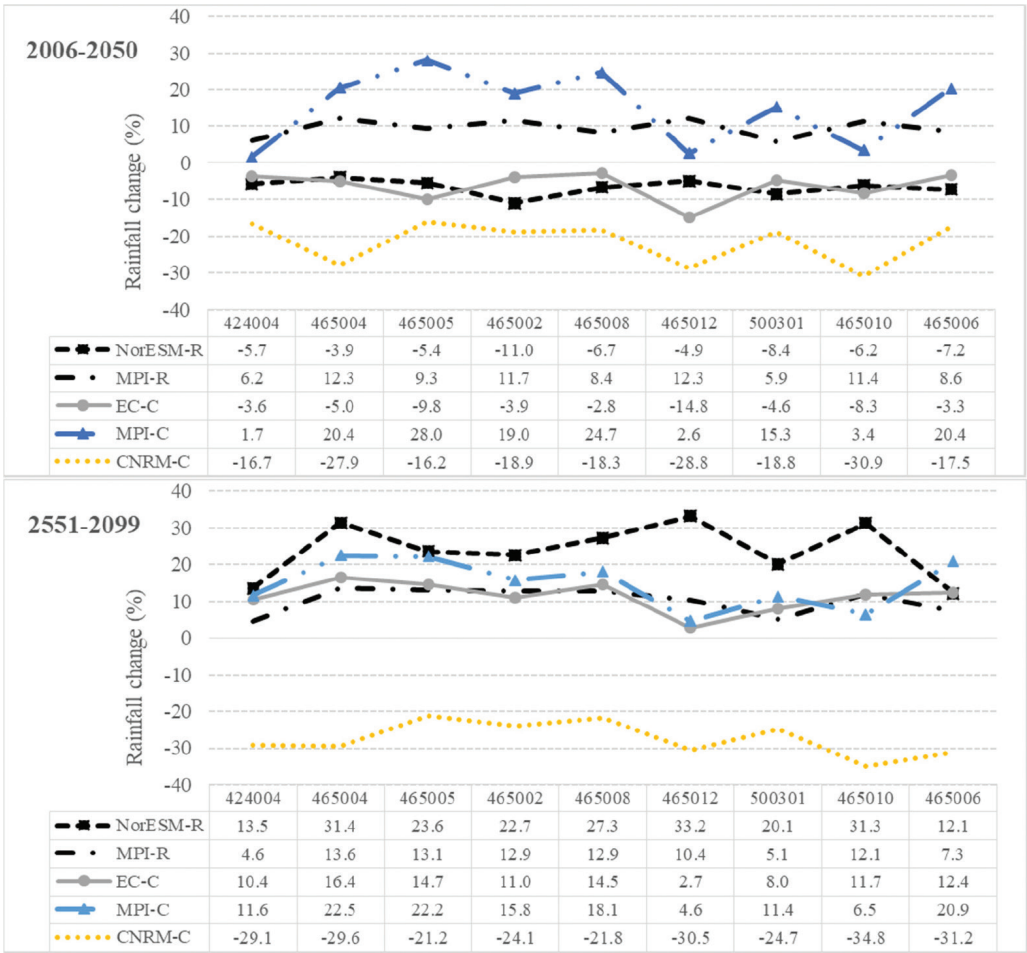 2006-2050
Rainfall change (%)
40
30
20
10
0
-10
-20
-30
-40
424004 465004 465005 465002 465008 465012 500301 465010 465006
NorESM-R -5.7 -3.9 -5.4 -11.0 -6.7 -4.9 -8.4 -6.2 -7.2
MPI-R 6.2 12.3 9.3 11.7 8.4 12.3 5.9 11.4 8.6
EC-C -3.6 -5.0 -9.8 -3.9 -2.8 -14.8 -4.6 -8.3 -3.3
MPI-C 1.7 20.4 28.0 19.0 24.7 2.6 15.3 3.4 20.4
CNRM-C -16.7 -27.9 -16.2 -18.9 -18.3 -28.8 -18.8 -30.9 -17.5
2551-2099
Rainfall change (%)
40
30
20
10
0
-10
-20
-30
-40
424004 465004 465005 465002 465008 465012 500301 465010 465006
NorESM-R 13.5 31.4 23.6 22.7 27.3 33.2 20.1 31.3 12.1
MPI-R 4.6 13.6 13.1 12.9 12.9 10.4 5.1 12.1 7.3
EC-C 10.4 16.4 14.7 11.0 14.5 2.7 8.0 11.7 12.4
MPI-C 11.6 22.5 22.2 15.8 18.1 4.6 11.4 6.5 20.9
CNRM-C -29.1 -29.6 -21.2 -24.1 -21.8 -30.5 -24.7 -34.8 -31.2